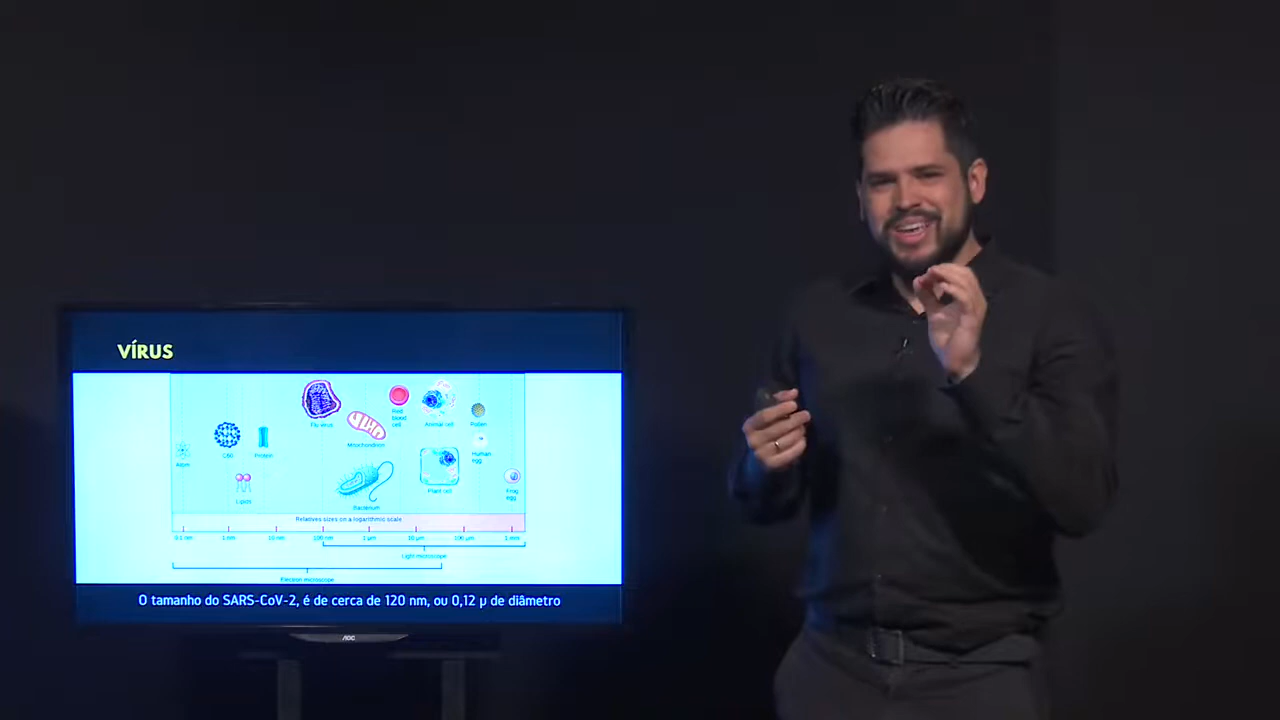 VÍRUS
Flu virus
Red
blood
cell
Animal cell
Pollen
Mitochondrion
Atom
C60
Protein
Human
egg
Lipids
Plant cell
Frog
egg
Bacterium
Relatives sizes on a logarithmic scale
0.1 nm 1 nm 10 nm 100 nm 1 µm 10 µm 100 µm 1 mm
Light microscope
Electron microscope
O tamanho do SARS-CoV-2, é de cerca de 120 nm, ou 0,12 µ de diâmetro
AOC